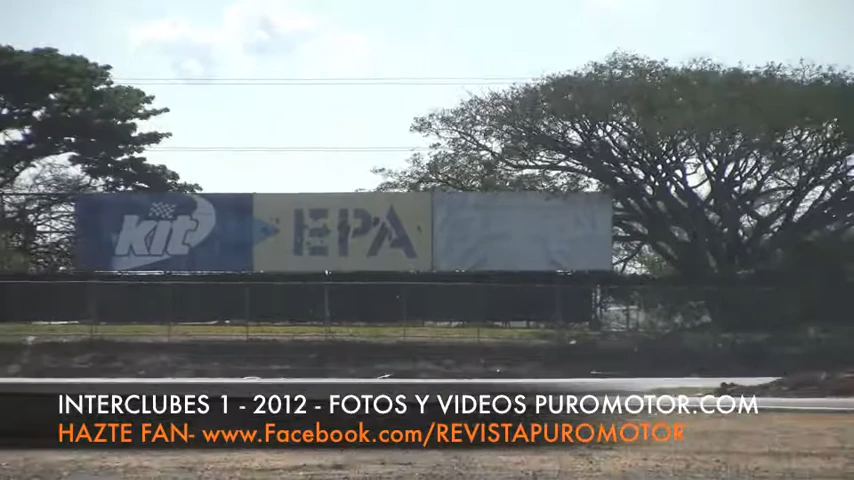 kit
EPA
INTERCLUBES 1 - 2012 - FOTOS Y VIDEOS PUROMOTOR.COM
HAZTE FAN- www.Facebook.com/REVISTAPUROMOTOR